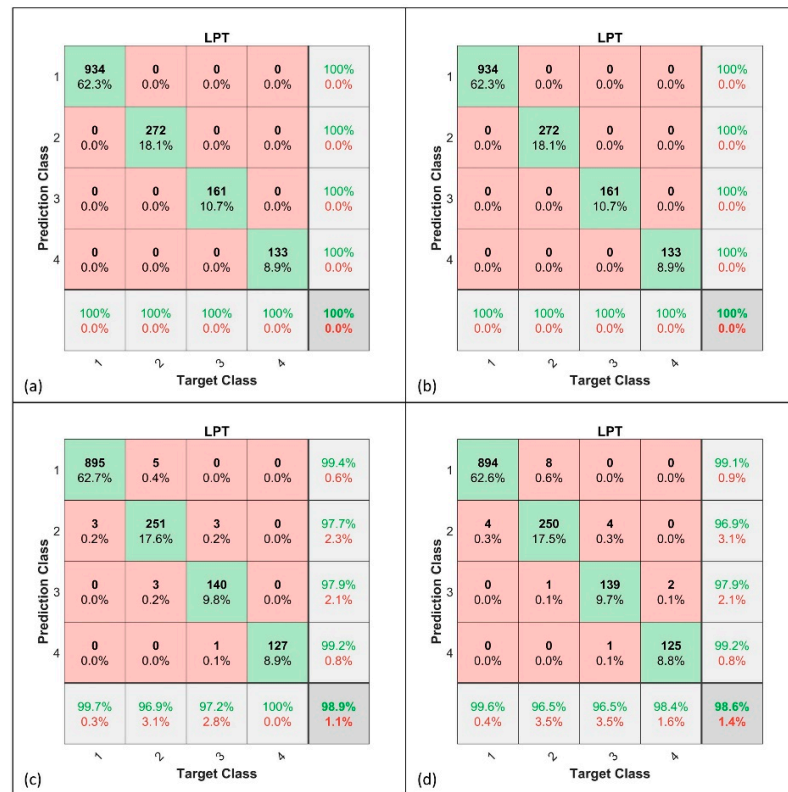 LPT
1
934 0 0 0 100%
62.3% 0.0% 0.0% 0.0% 0.0%
2
0 272 0 0 100%
0.0% 18.1% 0.0% 0.0% 0.0%
3
0 0 161 0 100%
0.0% 0.0% 10.7% 0.0% 0.0%
4
0 0 0 133 100%
0.0% 0.0% 0.0% 8.9% 0.0%
100% 100% 100% 100% 100%
0.0% 0.0% 0.0% 0.0% 0.0%
1 2 3 4
Prediction Class
Target Class
(a)
LPT
1
934 0 0 0 100%
62.3% 0.0% 0.0% 0.0% 0.0%
2
0 272 0 0 100%
0.0% 18.1% 0.0% 0.0% 0.0%
3
0 0 161 0 100%
0.0% 0.0% 10.7% 0.0% 0.0%
4
0 0 0 133 100%
0.0% 0.0% 0.0% 8.9% 0.0%
100% 100% 100% 100% 100%
0.0% 0.0% 0.0% 0.0% 0.0%
1 2 3 4
Prediction Class
Target Class
(b)
LPT
1
895 5 0 0 99.4%
62.7% 0.4% 0.0% 0.0% 0.6%
2
3 251 3 0 97.7%
0.2% 17.6% 0.2% 0.0% 2.3%
3
0 3 140 0 97.9%
0.0% 0.2% 9.8% 0.0% 2.1%
4
0 0 1 127 99.2%
0.0% 0.0% 0.1% 8.9% 0.8%
99.7% 96.9% 97.2% 100% 98.9%
0.3% 3.1% 2.8% 0.0% 1.1%
1 2 3 4
Prediction Class
Target Class
(c)
LPT
1
894 8 0 0 99.1%
62.6% 0.6% 0.0% 0.0% 0.9%
2
4 250 4 0 96.9%
0.3% 17.5% 0.3% 0.0% 3.1%
3
0 1 139 2 97.9%
0.0% 0.1% 9.7% 0.1% 2.1%
4
0 0 1 125 99.2%
0.0% 0.0% 0.1% 8.8% 0.8%
99.6% 96.5% 96.5% 98.4% 98.6%
0.4% 3.5% 3.5% 1.6% 1.4%
1 2 3 4
Prediction Class
Target Class
(d)